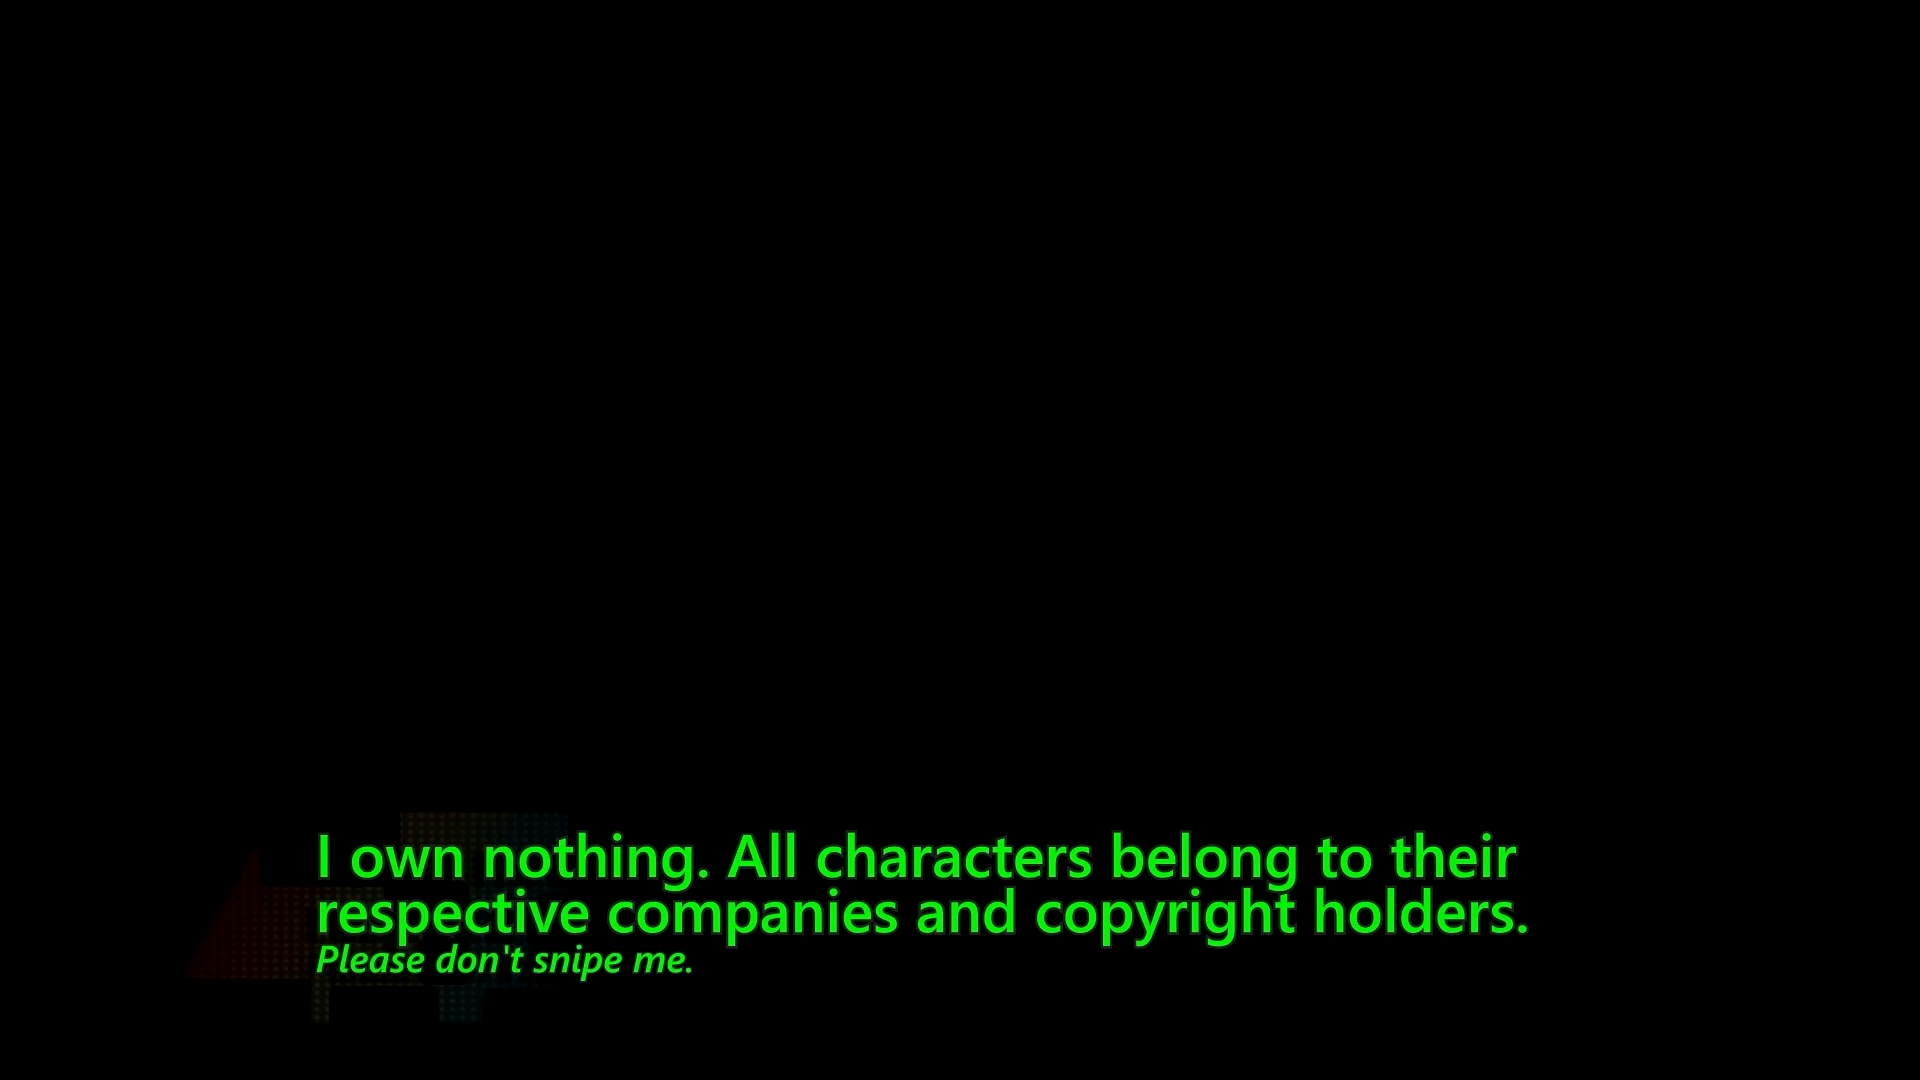 I own nothing. All characters belong to their
respective companies and copyright holders.
Please don't snipe me.